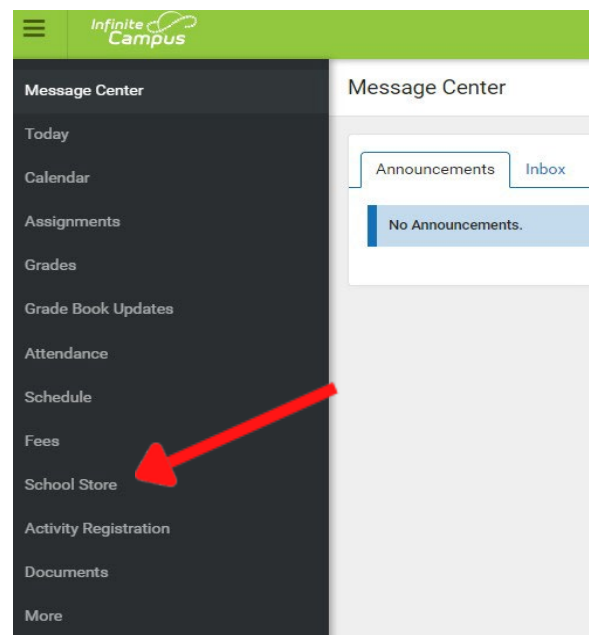 Infinite
Campus
Message Center
Message Center
Today
Calendar
Announcements Inbox
Assignments
No Announcements.
Grades
Grade Book Updates
Attendance
Schedule
Fees
School Store
Activity Registration
Documents
More